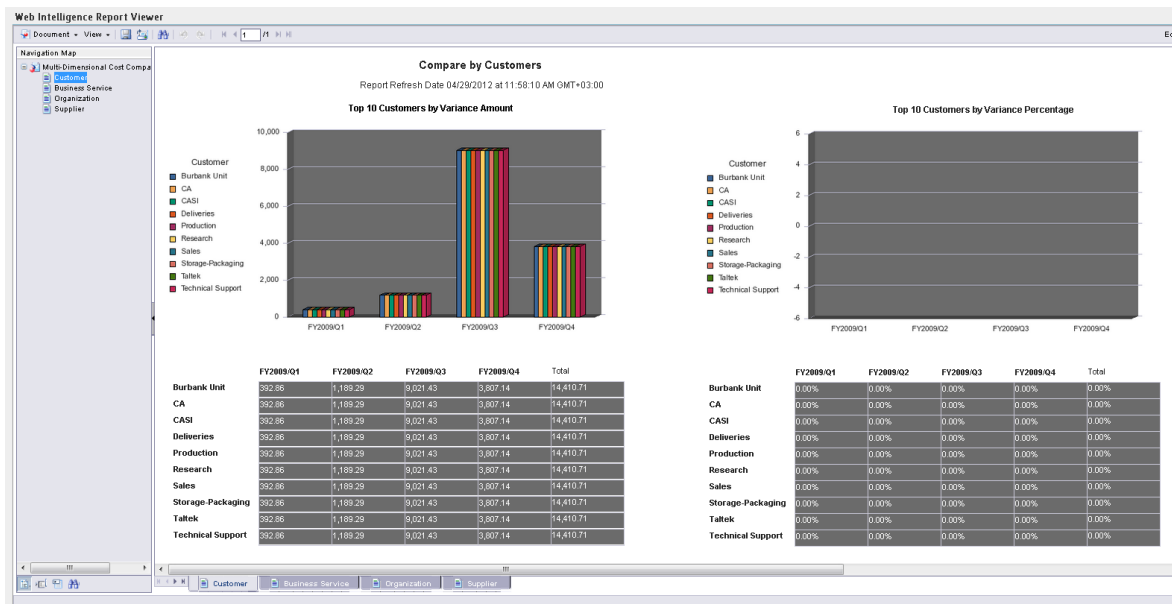 Web Intelligence Report Viewer
Document View 1 /1
Navigation Map
Multi-Dimensional Cost Compa
Customer
Business Service
Organization
Supplier
Compare by Customers
Report Refresh Date 04/29/2012 at 11:58:10 AM GMT+03:00
Top 10 Customers by Variance Amount
Customer
Burbank Unit
CA
CASI
Deliveries
Production
Research
Sales
Storage-Packaging
Taltek
Technical Support
10,000
8,000
6,000
4,000
2,000
0
FY2009/Q1 FY2009/Q2 FY2009/Q3 FY2009/Q4
Top 10 Customers by Variance Percentage
Customer
Burbank Unit
CA
CASI
Deliveries
Production
Research
Sales
Storage-Packaging
Taltek
Technical Support
6
4
2
0
-2
-4
-6
FY2009/Q1 FY2009/Q2 FY2009/Q3 FY2009/Q4
FY2009/Q1 FY2009/Q2 FY2009/Q3 FY2009/Q4 Total
Burbank Unit 392.86 1,189.29 9,021.43 3,807.14 14,410.71
CA 392.86 1,189.29 9,021.43 3,807.14 14,410.71
CASI 392.86 1,189.29 9,021.43 3,807.14 14,410.71
Deliveries 392.86 1,189.29 9,021.43 3,807.14 14,410.71
Production 392.86 1,189.29 9,021.43 3,807.14 14,410.71
Research 392.86 1,189.29 9,021.43 3,807.14 14,410.71
Sales 392.86 1,189.29 9,021.43 3,807.14 14,410.71
Storage-Packaging 392.86 1,189.29 9,021.43 3,807.14 14,410.71
Taltek 392.86 1,189.29 9,021.43 3,807.14 14,410.71
Technical Support 392.86 1,189.29 9,021.43 3,807.14 14,410.71
FY2009/Q1 FY2009/Q2 FY2009/Q3 FY2009/Q4 Total
Burbank Unit 0.00% 0.00% 0.00% 0.00% 0.00%
CA 0.00% 0.00% 0.00% 0.00% 0.00%
CASI 0.00% 0.00% 0.00% 0.00% 0.00%
Deliveries 0.00% 0.00% 0.00% 0.00% 0.00%
Production 0.00% 0.00% 0.00% 0.00% 0.00%
Research 0.00% 0.00% 0.00% 0.00% 0.00%
Sales 0.00% 0.00% 0.00% 0.00% 0.00%
Storage-Packaging 0.00% 0.00% 0.00% 0.00% 0.00%
Taltek 0.00% 0.00% 0.00% 0.00% 0.00%
Technical Support 0.00% 0.00% 0.00% 0.00% 0.00%
Customer Business Service Organization Supplier